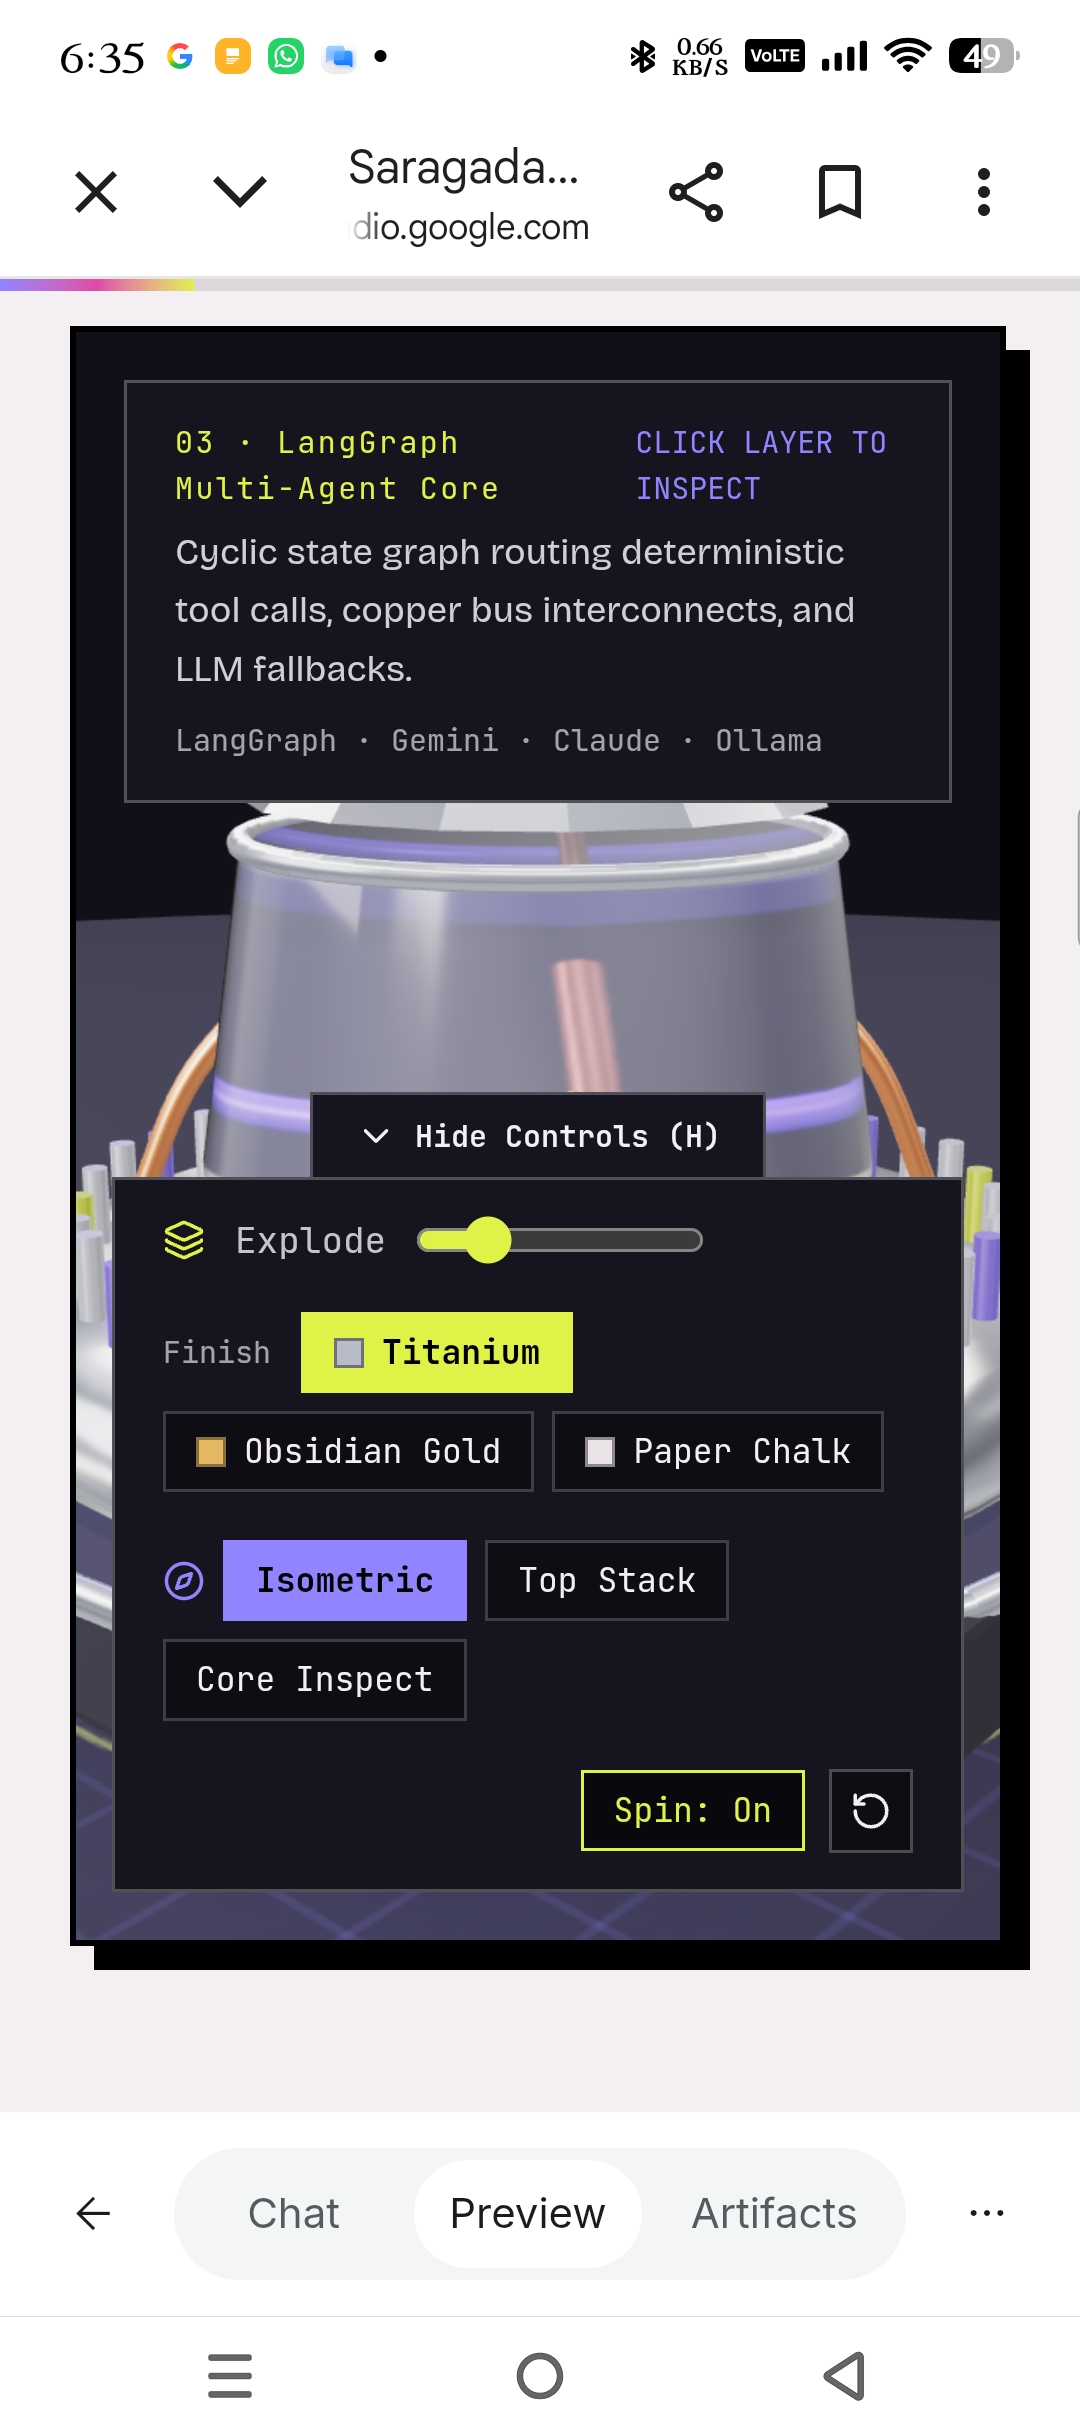 6:35
0.66
KB/S
VoLTE
49
Saragada...
dio.google.com
03 · LangGraph
Multi-Agent Core
CLICK LAYER TO
INSPECT
Cyclic state graph routing deterministic
tool calls, copper bus interconnects, and
LLM fallbacks.
LangGraph · Gemini · Claude · Ollama
Hide Controls (H)
Explode
Finish
Titanium
Obsidian Gold
Paper Chalk
Isometric
Top Stack
Core Inspect
Spin: On
Chat
Preview
Artifacts